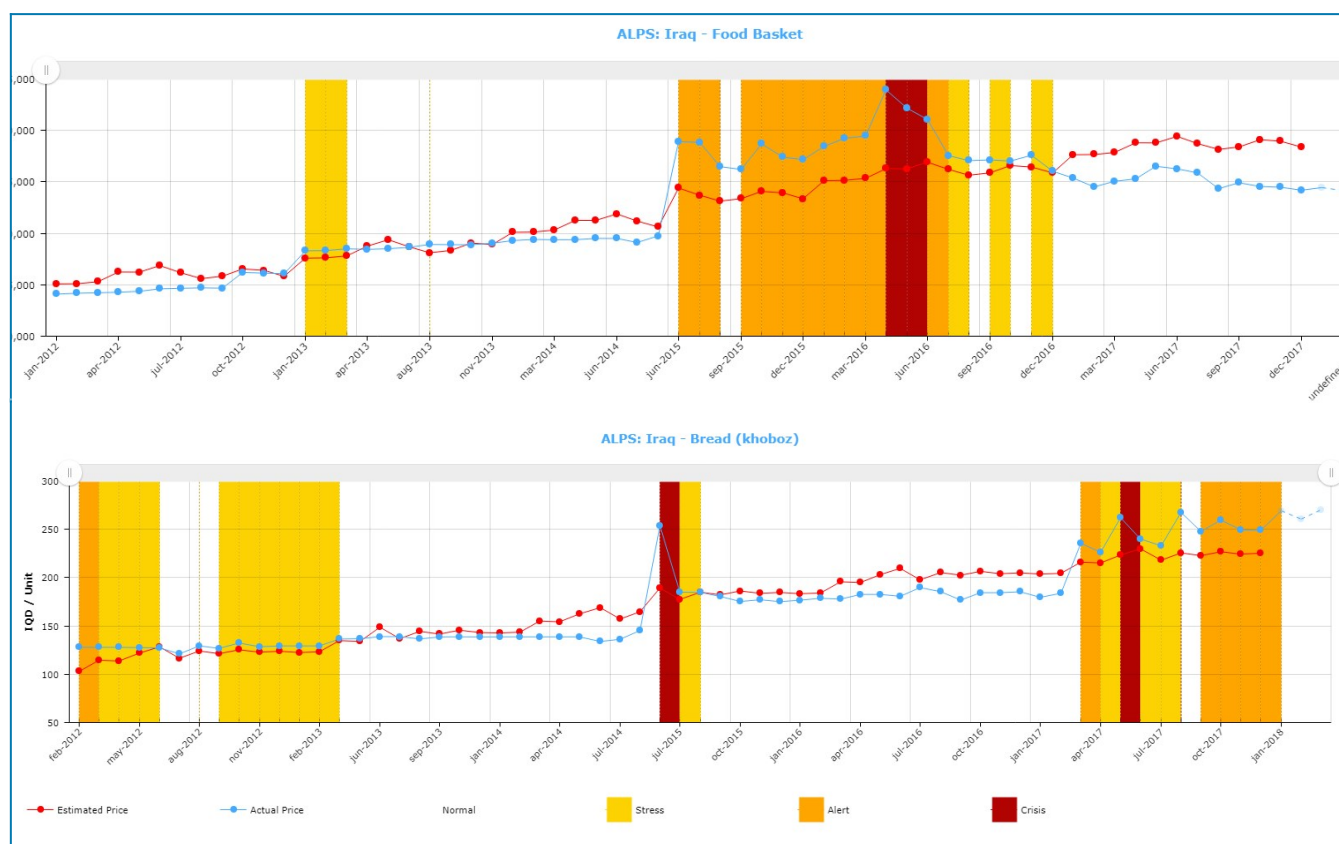 ALPS: Iraq - Food Basket
,000
,000
,000
,000
,000
,000
jan-2012
apr-2012
jul-2012
oct-2012
jan-2013
apr-2013
aug-2013
nov-2013
mar-2014
jun-2014
jun-2015
sep-2015
dec-2015
mar-2016
jun-2016
sep-2016
dec-2016
mar-2017
jun-2017
sep-2017
dec-2017
undefine
ALPS: Iraq - Bread (khoboz)
IQD / Unit
300
250
200
150
100
50
feb-2012
may-2012
aug-2012
nov-2012
feb-2013
jun-2013
sep-2013
jan-2014
apr-2014
jul-2014
jul-2015
oct-2015
jan-2016
apr-2016
jul-2016
oct-2016
jan-2017
apr-2017
jul-2017
oct-2017
jan-2018
Estimated Price
Actual Price
Normal
Stress
Alert
Crisis